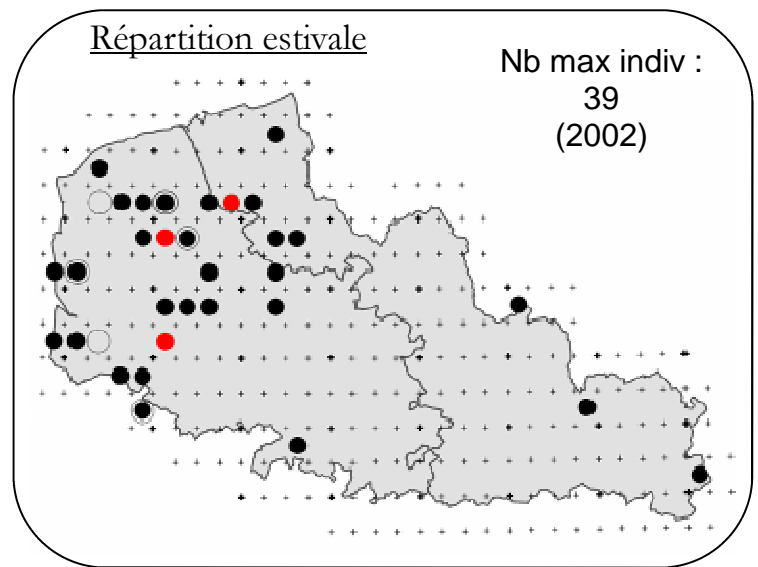 Répartition estivale
Nb max indiv :
39
(2002)